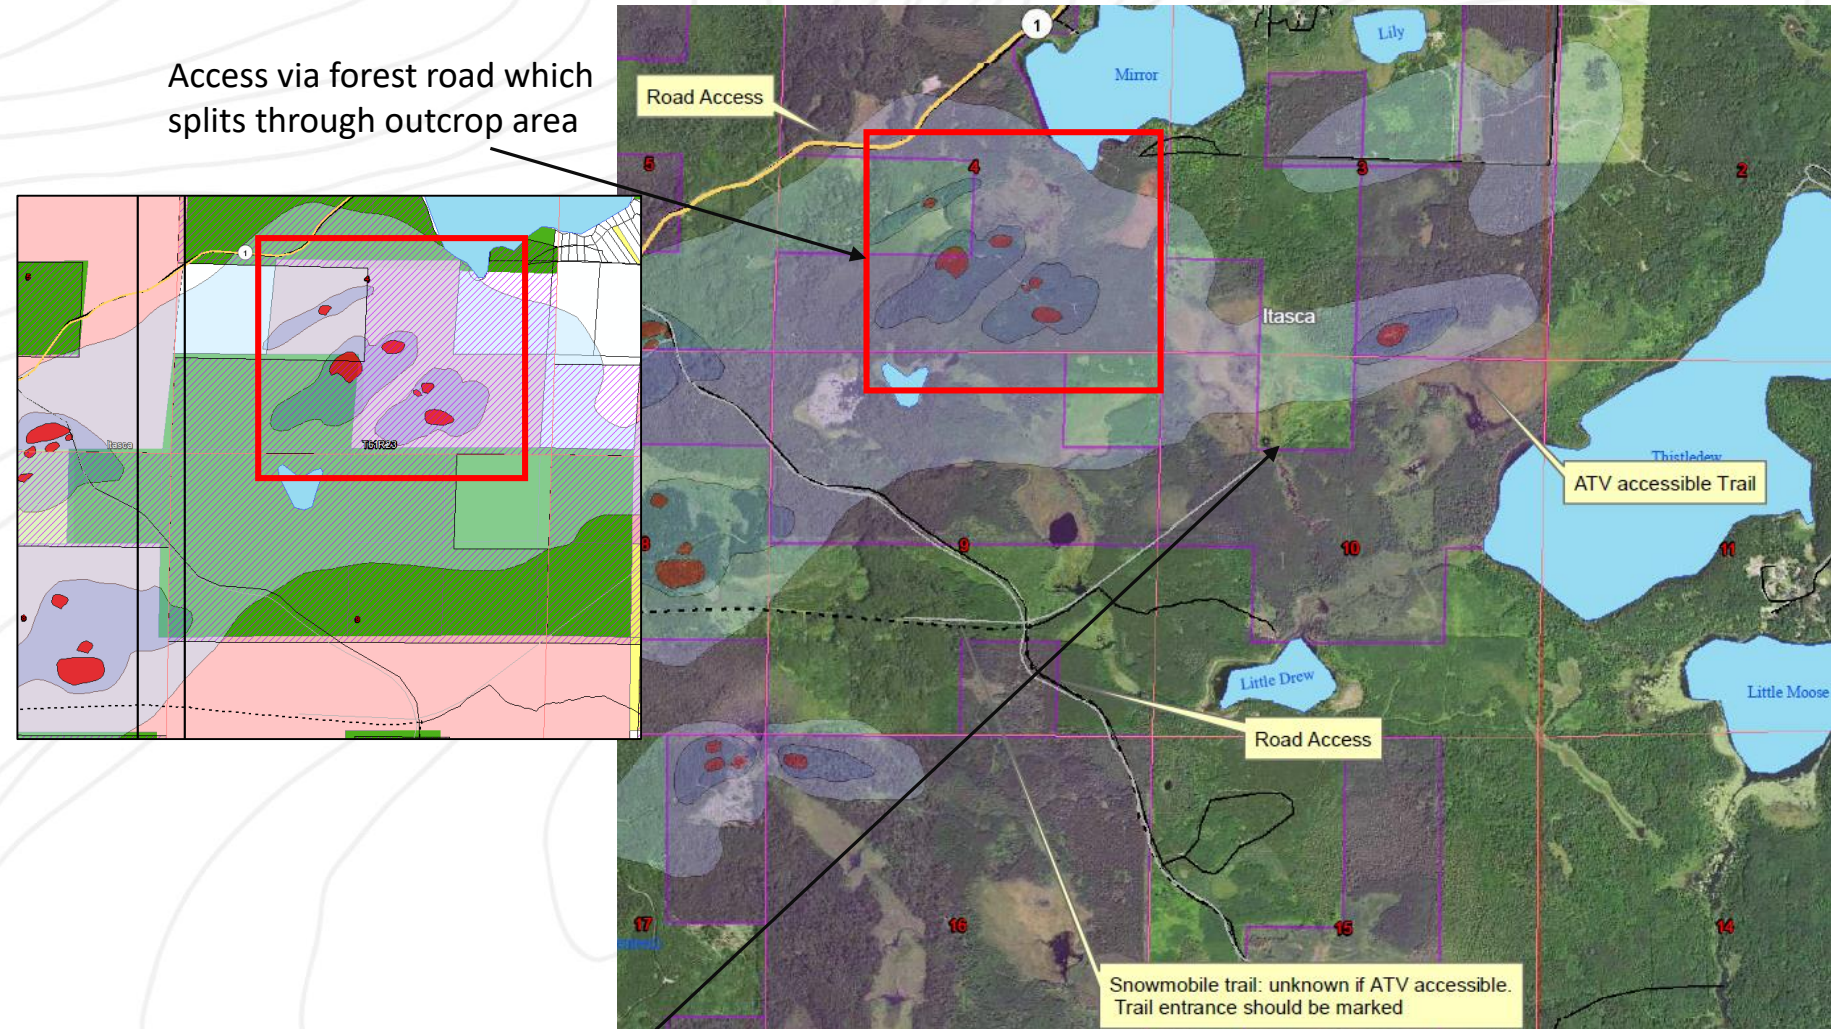 Access via forest road which
splits through outcrop area
1
Lily
Mirror
Road Access
5
4
3
2
1
4
Itasca
Itasca
T61R23
Thistledew
ATV accessible Trail
8
9
10
11
Little Drew
Little Moose
Road Access
17
16
15
14
Snowmobile trail: unknown if ATV accessible.
Trail entrance should be marked